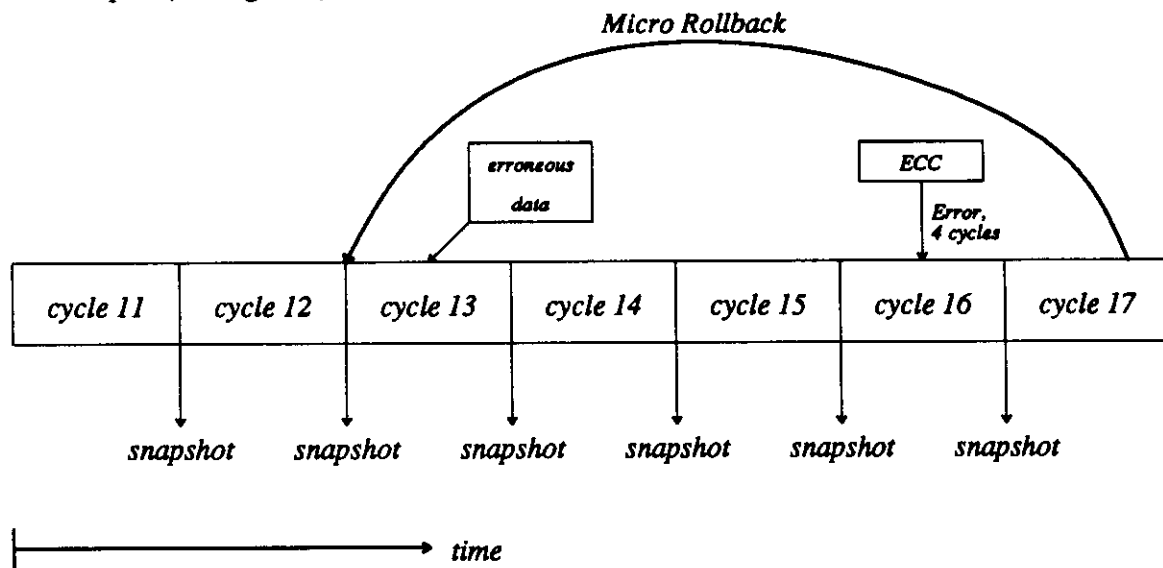 Micro Rollback
erroneous
data
ECC
Error,
4 cycles
cycle 11 cycle 12 cycle 13 cycle 14 cycle 15 cycle 16 cycle 17
snapshot snapshot snapshot snapshot snapshot snapshot
time